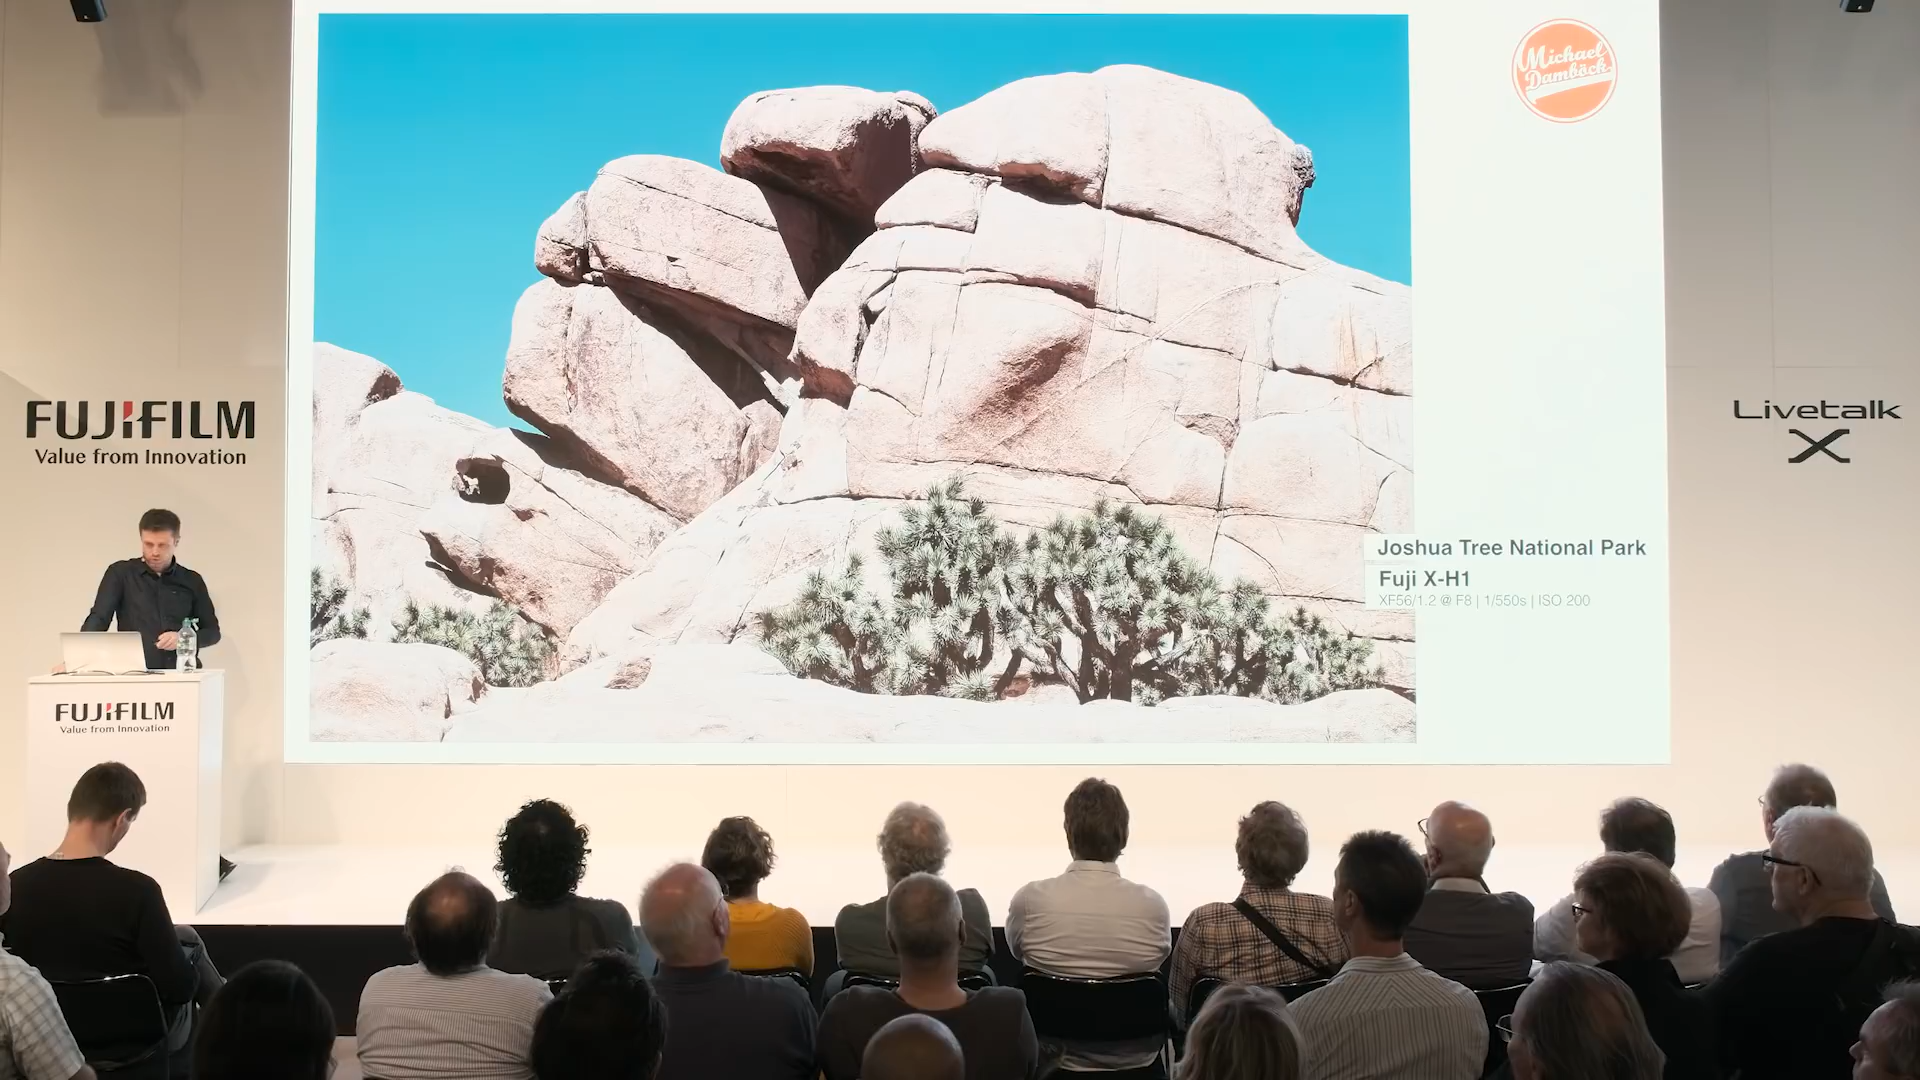 Michael
Damböck
FUJIFILM
Value from Innovation
Livetalk
X
Joshua Tree National Park
Fuji X-H1
XF56/1.2 @ F8 | 1/550s | ISO 200
FUJIFILM
Value from Innovation